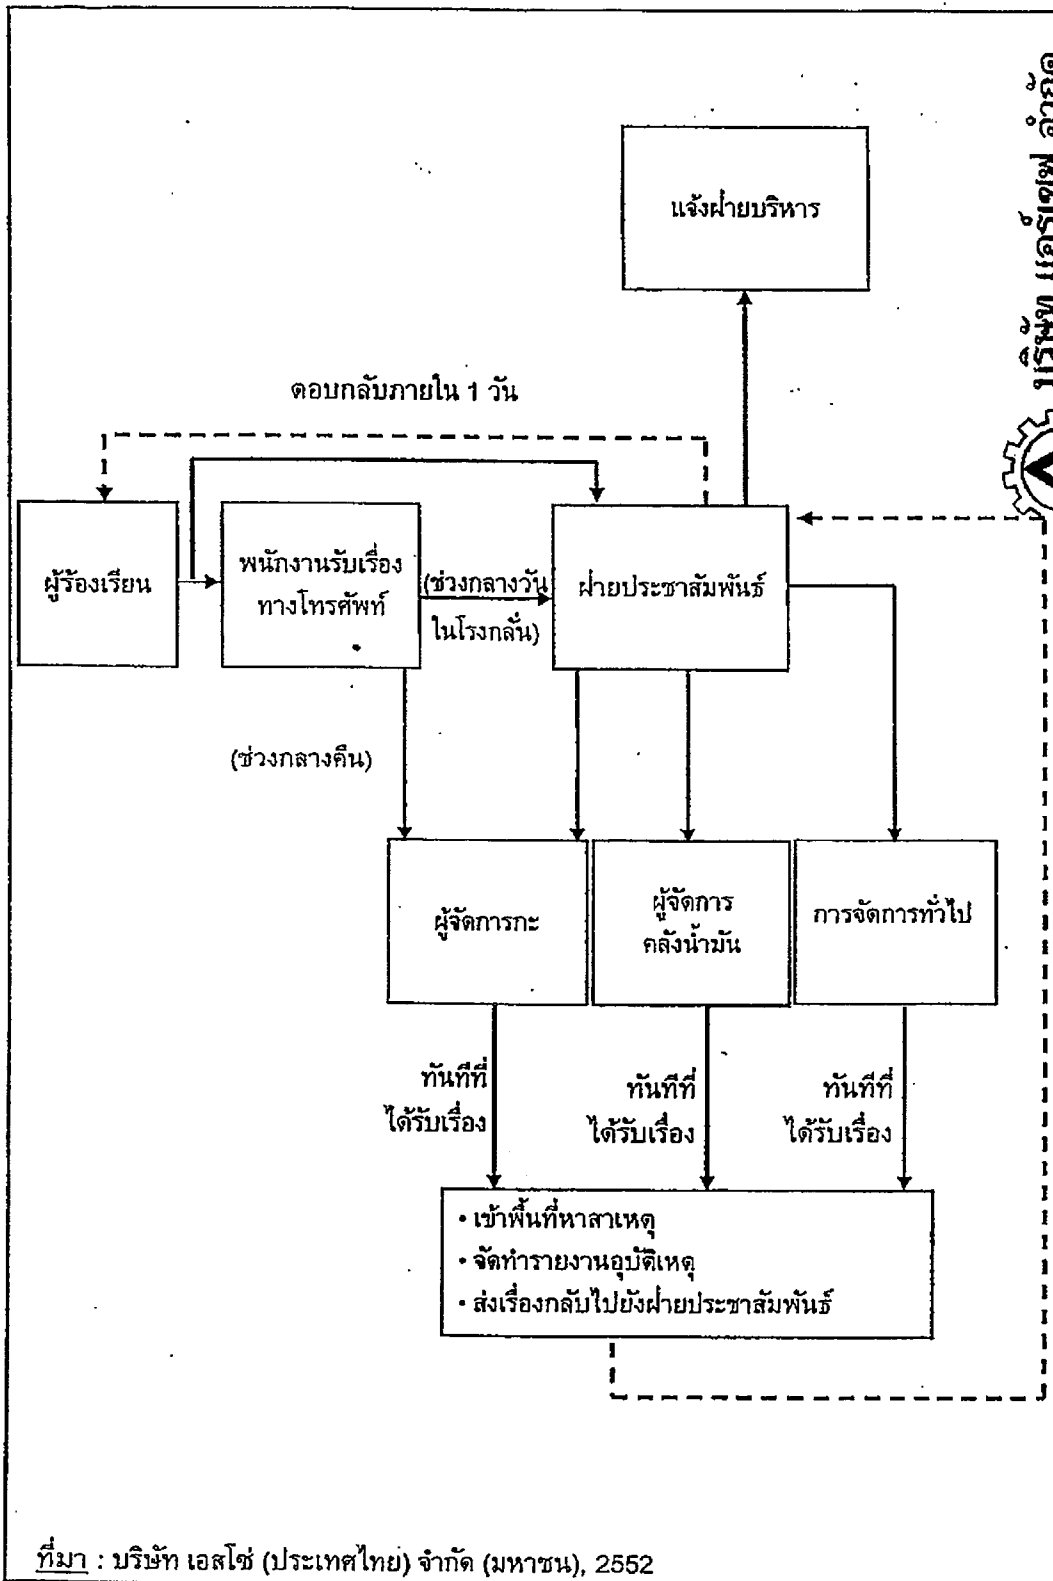 แจ้งฝ่ายบริหาร
ตอบกลับภายใน 1 วัน
ผู้ร้องเรียน
พนักงานรับเรื่อง
ทางโทรศัพท์
(ช่วงกลางวัน
ในโรงกลั่น)
ฝ่ายประชาสัมพันธ์
(ช่วงกลางคืน)
ผู้จัดการกะ
ผู้จัดการ
คลังน้ำมัน
การจัดการทั่วไป
ทันทีที่
ได้รับเรื่อง
ทันทีที่
ได้รับเรื่อง
ทันทีที่
ได้รับเรื่อง
• เข้าพื้นที่หาสาเหตุ
• จัดทำรายงานอุบัติเหตุ
• ส่งเรื่องกลับไปยังฝ่ายประชาสัมพันธ์
ที่มา : บริษัท เอสโซ่ (ประเทศไทย) จำกัด (มหาชน), 2552
บริษัท